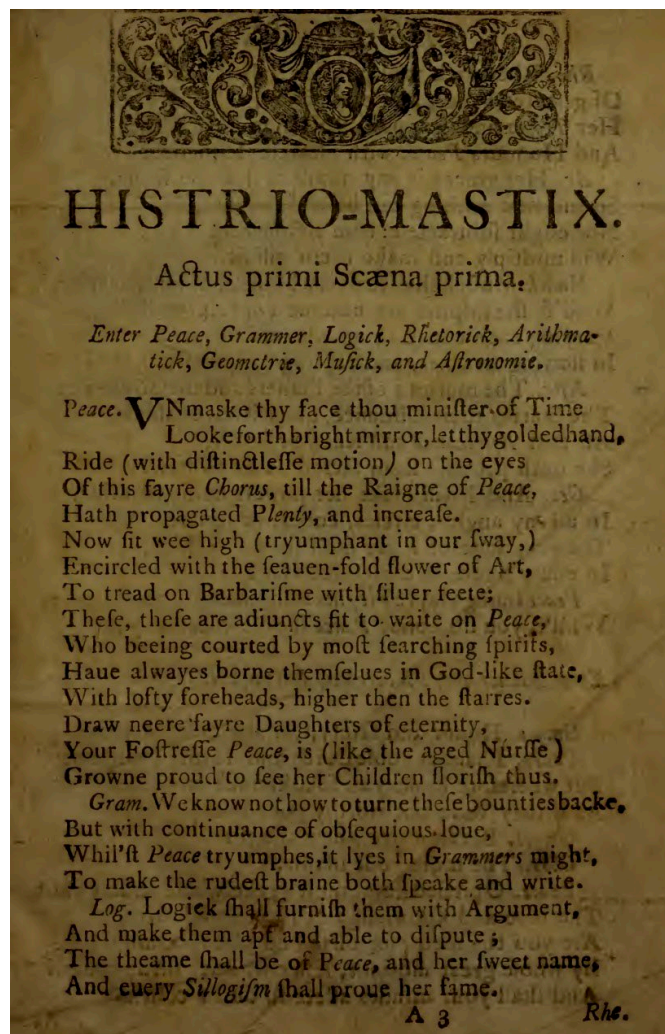 HISTRIO-MASTIX.
Actus primi Scæna prima.
Enter Peace, Grammer, Logick, Rhetorick, Arithma-
tick, Geometrie, Muſick, and Aſtronomie.
Peace. VNmaske thy face thou miniſter of Time
Looke forth bright mirror, let thy golded hand,
Ride (with diſtinctleſſe motion) on the eyes
Of this fayre Chorus, till the Raigne of Peace,
Hath propagated Plenty, and increaſe.
Now ſit wee high (tryumphant in our ſway,)
Encircled with the ſeauen-fold flower of Art,
To tread on Barbariſme with ſiluer feete;
Theſe, theſe are adiuncts fit to waite on Peace,
Who beeing courted by moſt ſearching ſpirits,
Haue alwayes borne themſelues in God-like ſtate,
With lofty foreheads, higher then the ſtarres.
Draw neere fayre Daughters of eternity,
Your Foſtreſſe Peace, is (like the aged Nurſſe)
Growne proud to ſee her Children floriſh thus.
Gram. We know not how to turne theſe bounties backe,
But with continuance of obſequious loue,
Whil'ſt Peace tryumphes, it lyes in Grammers might,
To make the rudeſt braine both ſpeake and write.
Log. Logick ſhall furniſh them with Argument,
And make them apt and able to diſpute;
The theame ſhall be of Peace, and her ſweet name,
And euery Sillogiſm ſhall proue her fame.
A 3 Rhe.